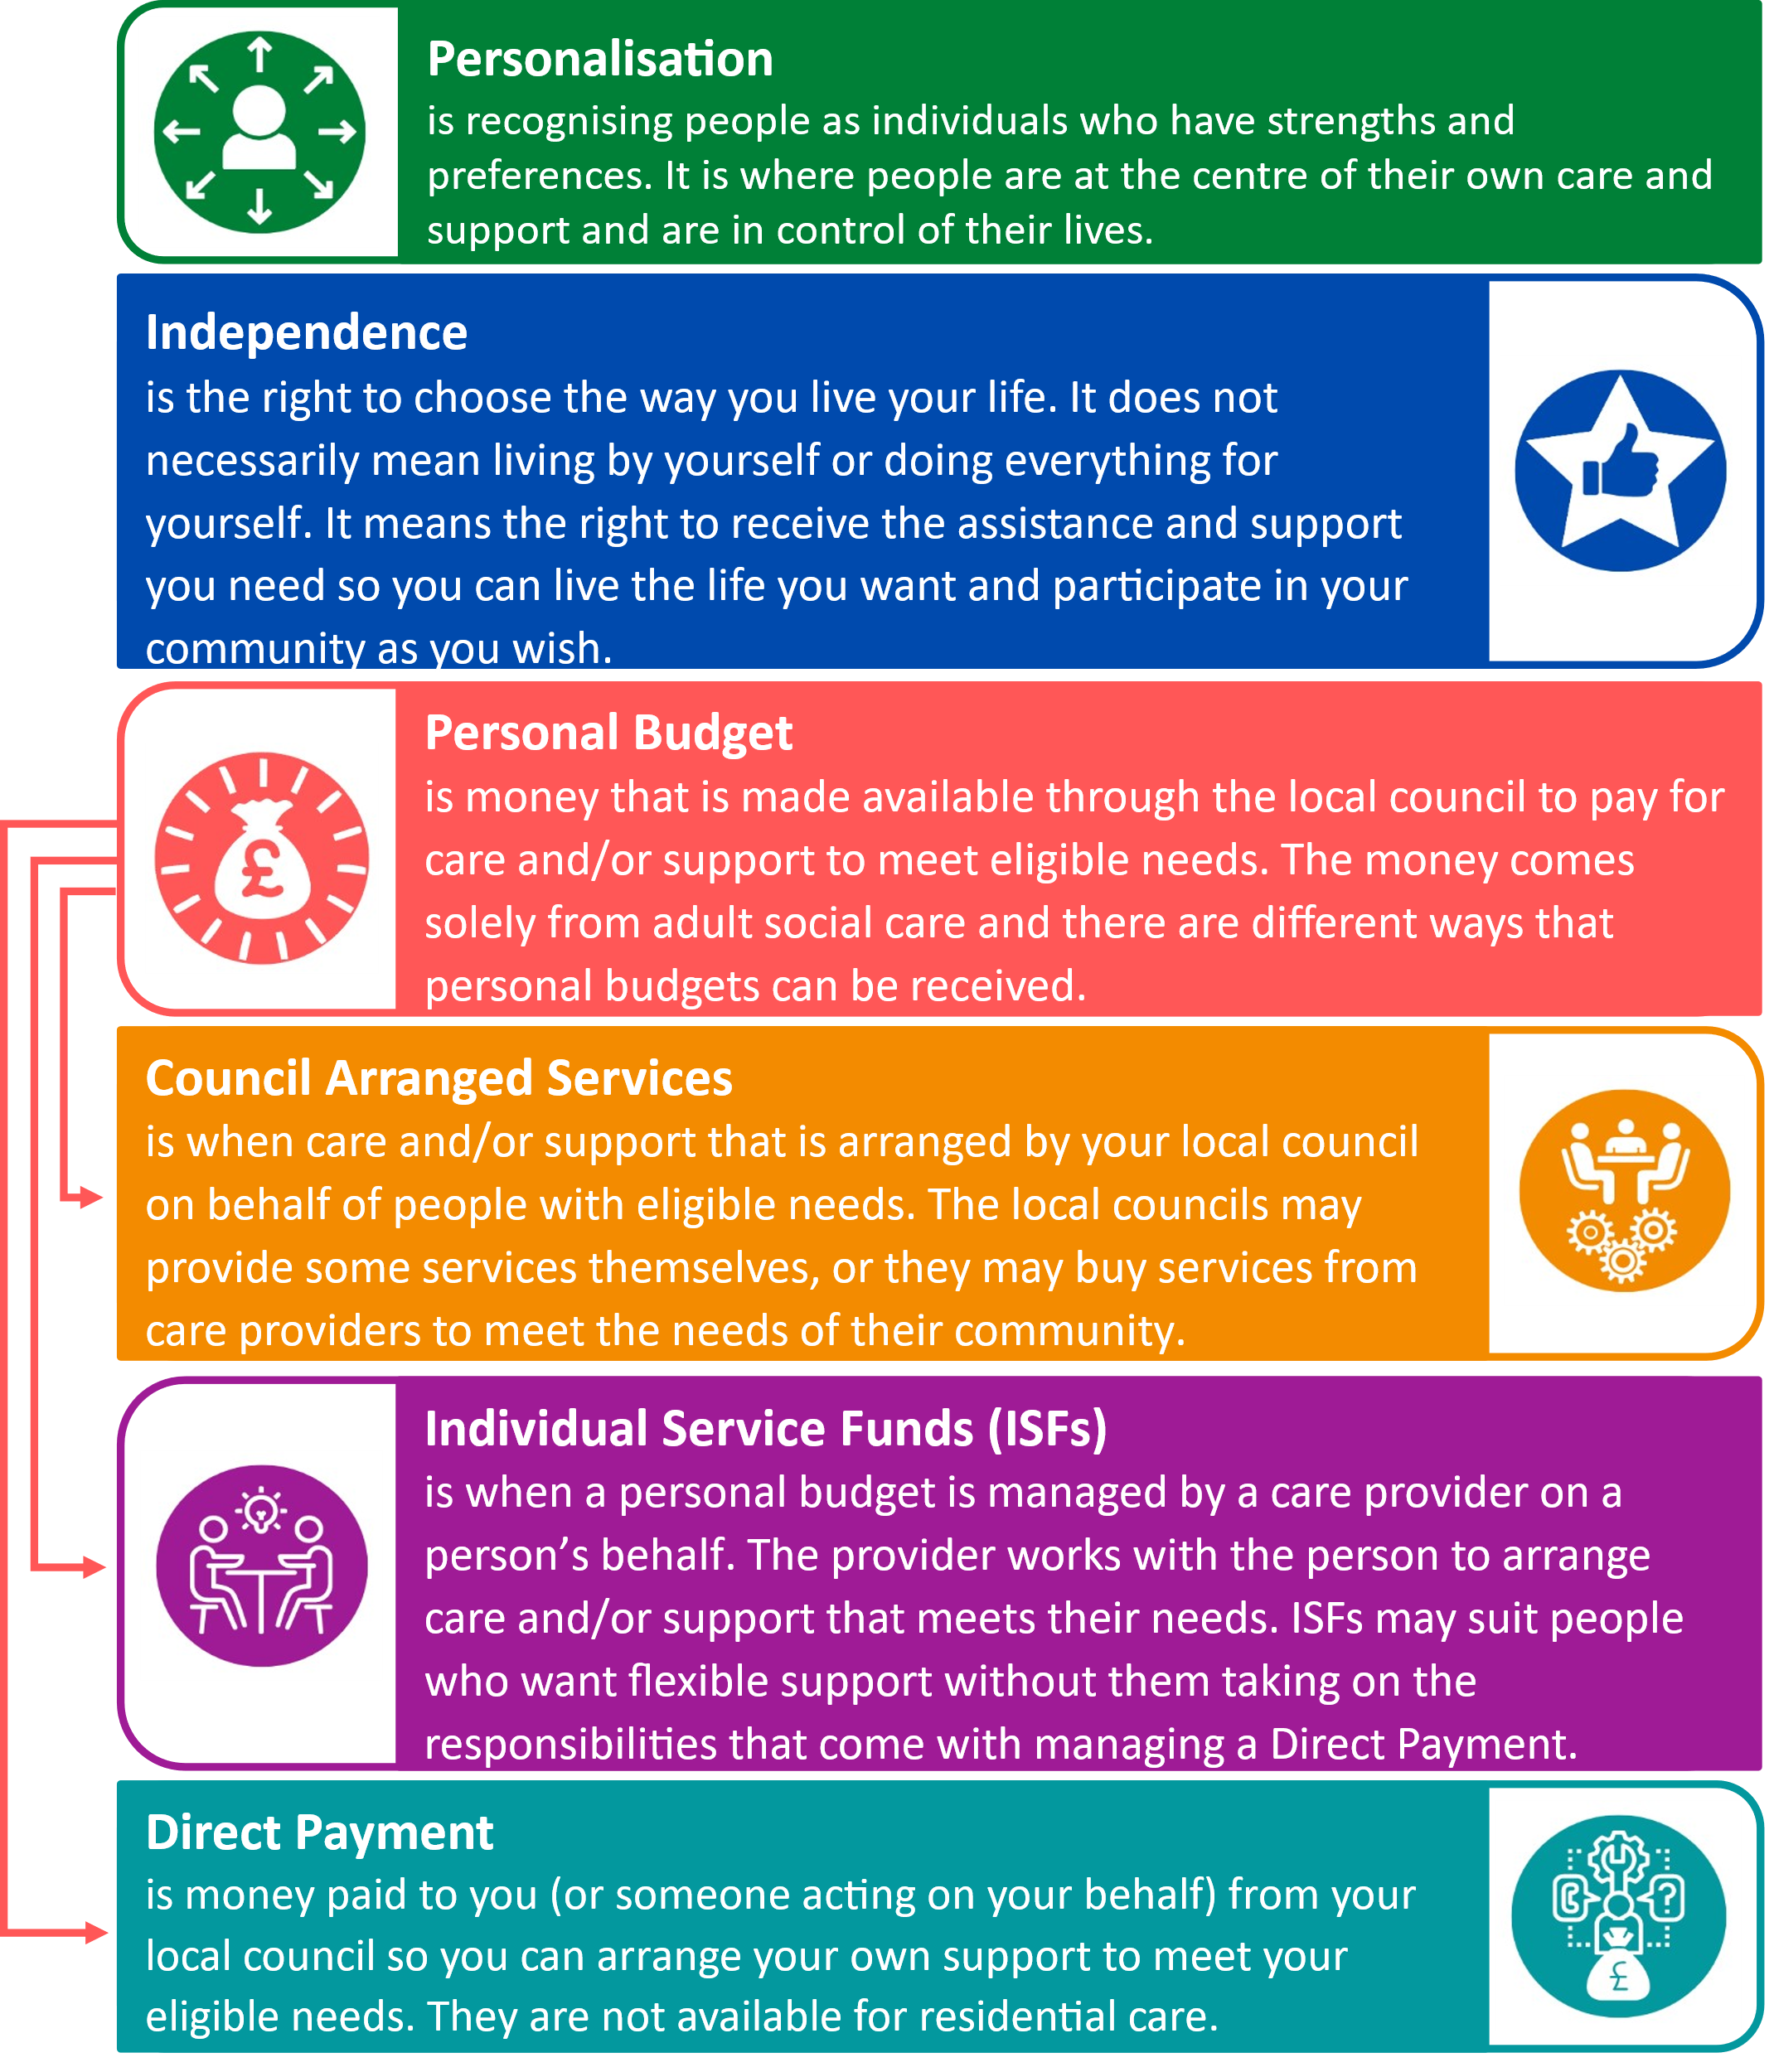 Personalisation
is recognising people as individuals who have strengths and
preferences. It is where people are at the centre of their own care and
support and are in control of their lives.
Independence
is the right to choose the way you live your life. It does not
necessarily mean living by yourself or doing everything for
yourself. It means the right to receive the assistance and support
you need so you can live the life you want and participate in your
community as you wish.
Personal Budget
is money that is made available through the local council to pay for
care and/or support to meet eligible needs. The money comes
solely from adult social care and there are different ways that
personal budgets can be received.
£
Council Arranged Services
is when care and/or support that is arranged by your local council
on behalf of people with eligible needs. The local councils may
provide some services themselves, or they may buy services from
care providers to meet the needs of their community.
Individual Service Funds (ISFs)
is when a personal budget is managed by a care provider on a
person’s behalf. The provider works with the person to arrange
care and/or support that meets their needs. ISFs may suit people
who want flexible support without them taking on the
responsibilities that come with managing a Direct Payment.
Direct Payment
is money paid to you (or someone acting on your behalf) from your
local council so you can arrange your own support to meet your
eligible needs. They are not available for residential care.
?
£